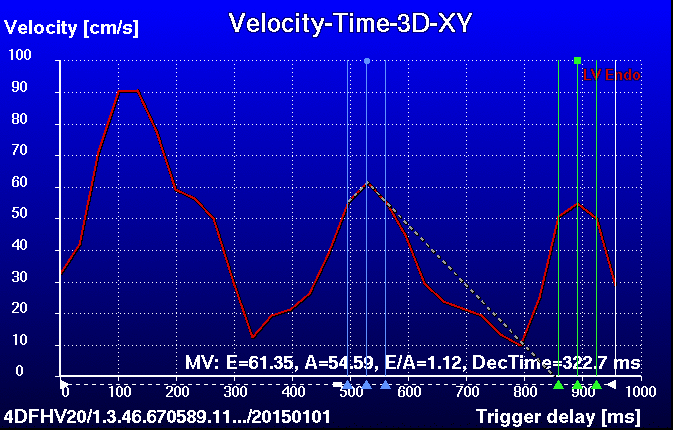 Velocity-Time-3D-XY
Velocity [cm/s]
100
90
80
70
60
50
40
30
20
10
0
LV Endo
MV: E=61.35, A=54.59, E/A=1.12, DecTime=322.7 ms
100 200 300 400 500 600 700 800 900 1000
4DFHV20/1.3.46.670589.11.../20150101
Trigger delay [ms]